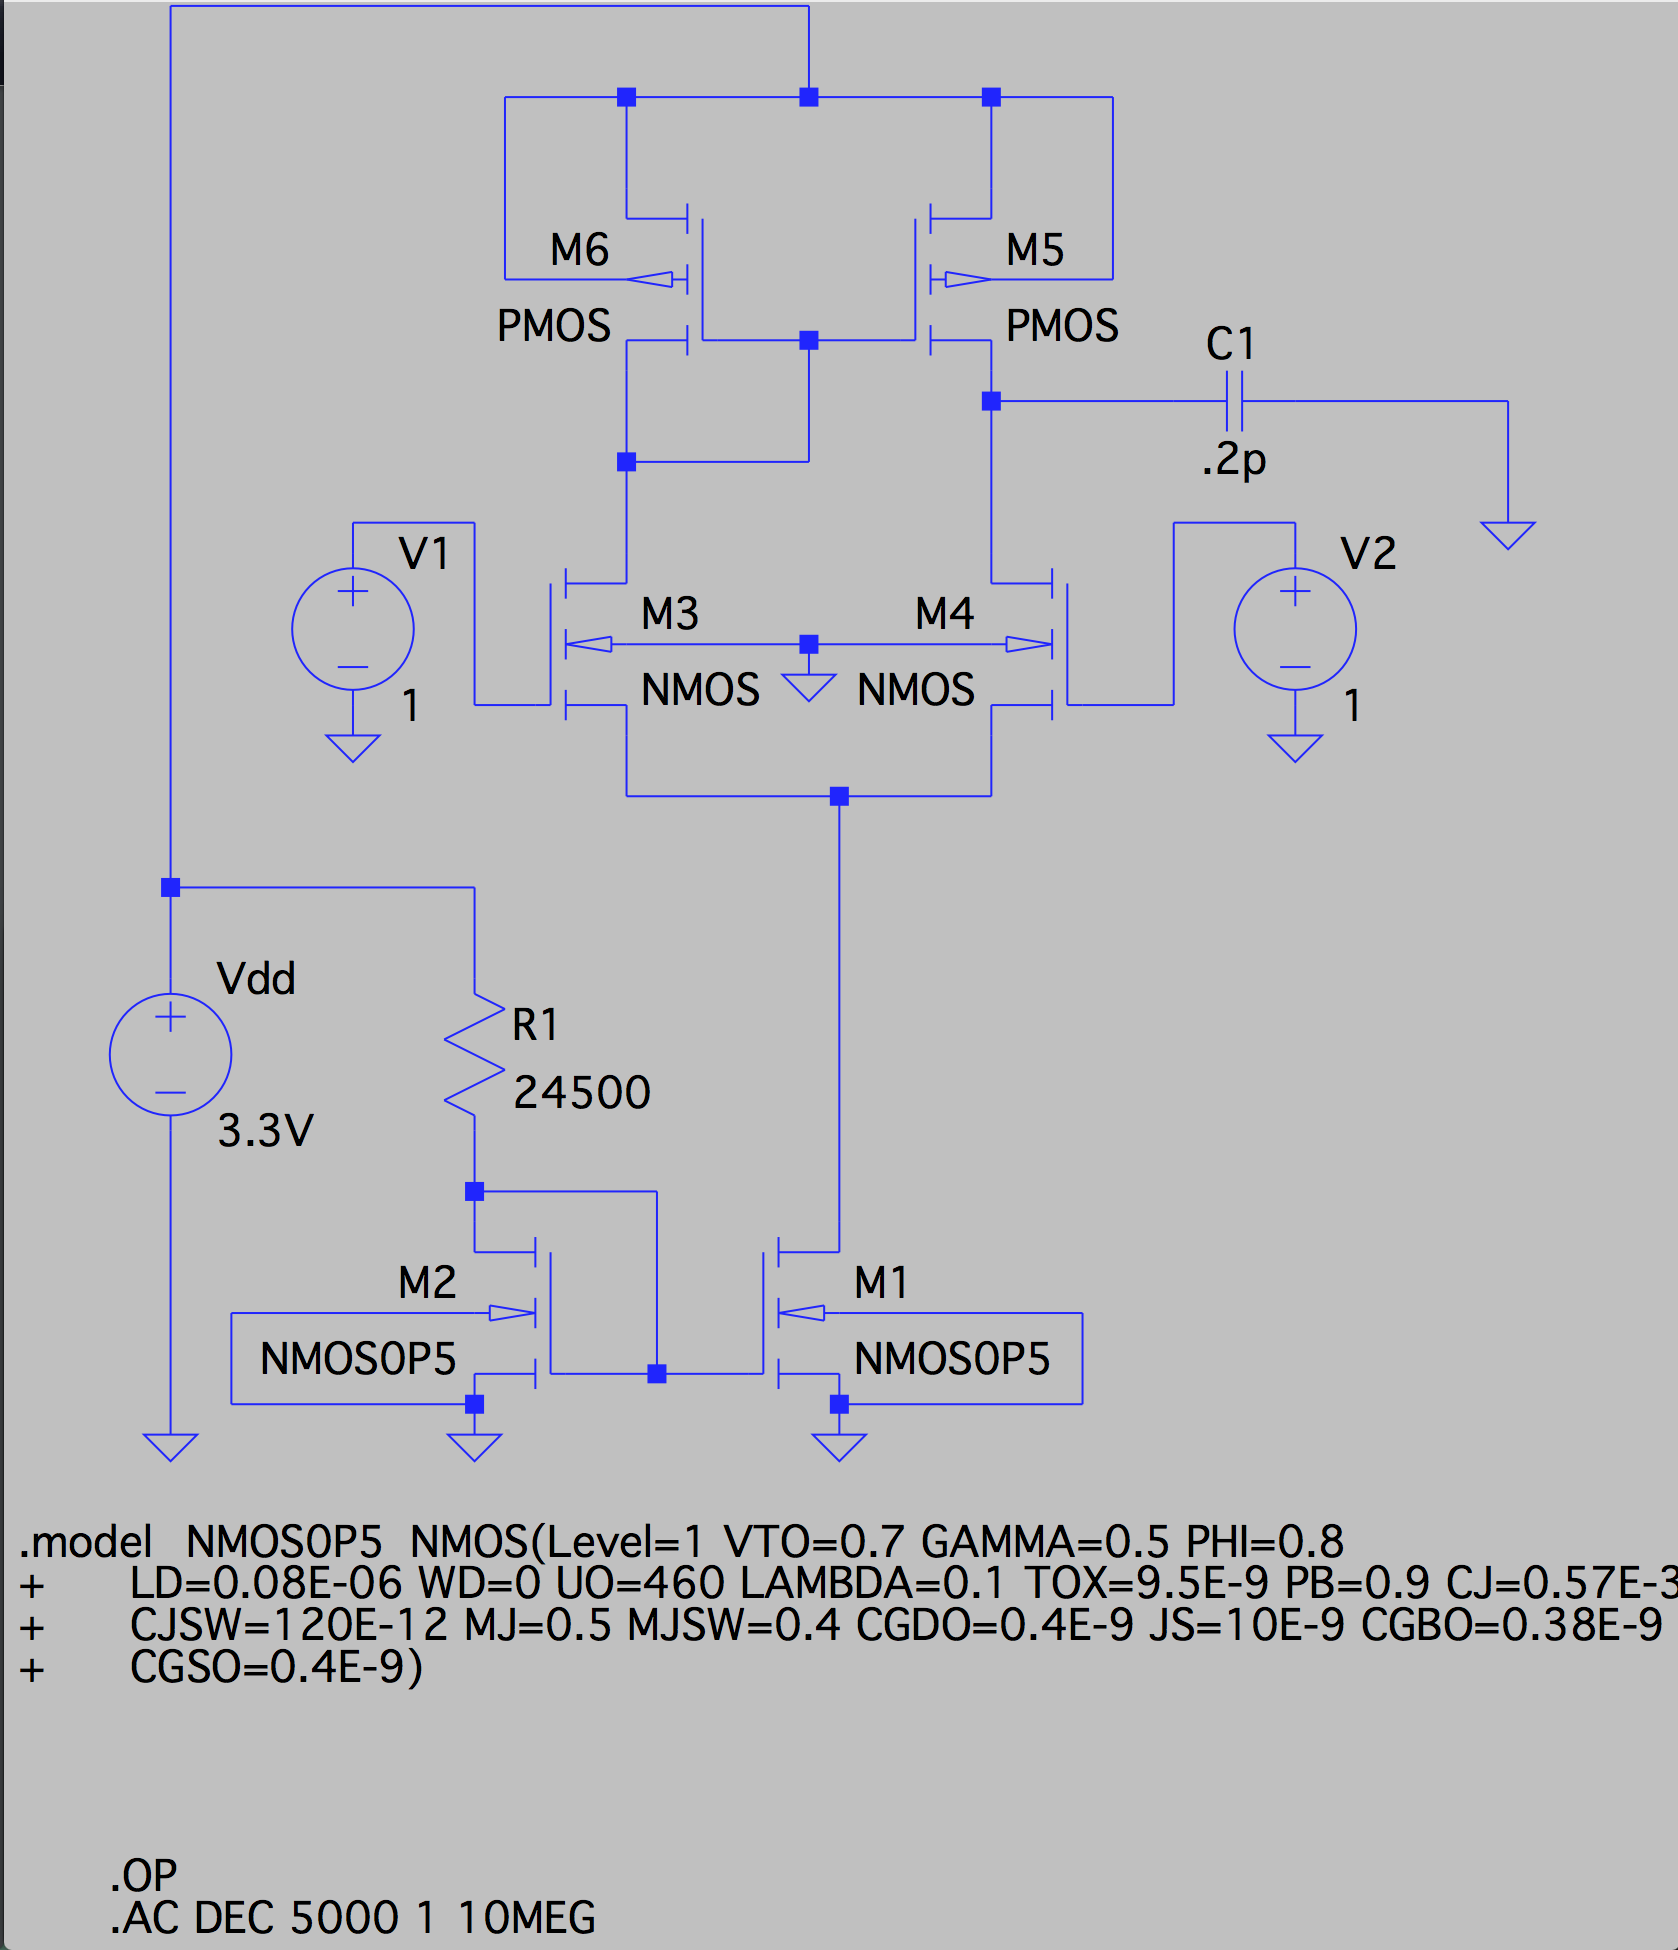 M6
M5
PMOS
PMOS
C1
.2p
V1
V2
M3
M4
NMOS
NMOS
1
1
Vdd
R1
24500
3.3V
M2
M1
NMOS0P5
NMOS0P5
.model NMOS0P5 NMOS(Level=1 VTO=0.7 GAMMA=0.5 PHI=0.8
+ LD=0.08E-06 WD=0 UO=460 LAMBDA=0.1 TOX=9.5E-9 PB=0.9 CJ=0.57E-3
+ CJSW=120E-12 MJ=0.5 MJSW=0.4 CGDO=0.4E-9 JS=10E-9 CGBO=0.38E-9
+ CGSO=0.4E-9)
.OP
.AC DEC 5000 1 10MEG